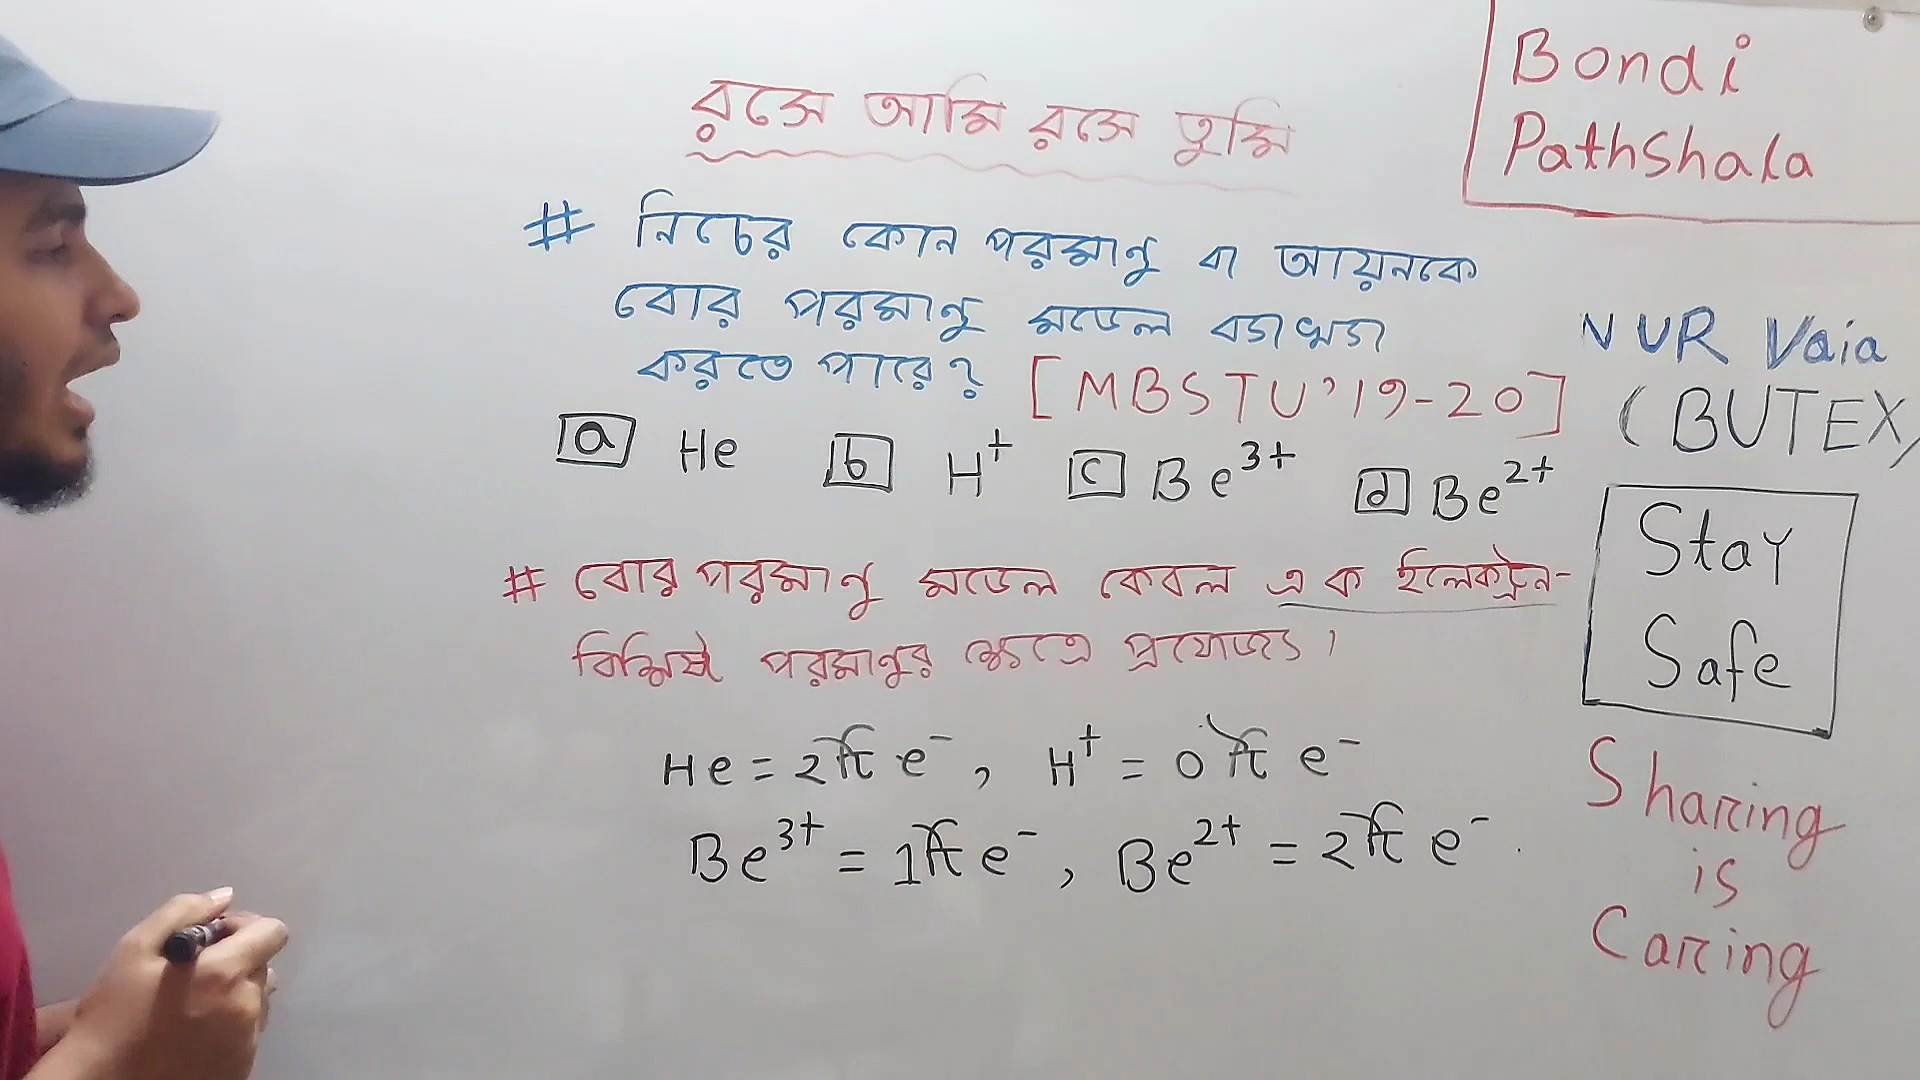 Bondi
Pathshala
রসে আমি রসে তুমি
# নিচের কোন পরমানু বা আয়নকে
বোর পরমানু মডেল ব্যাখ্যা
করতে পারে? [MBSTU'19-20]
a He b H+ c Be3+ d Be2+
# বোর পরমানু মডেল কেবল এক ইলেকট্রন-
বিশিষ্ট পরমানুর ক্ষেত্রে প্রযোজ্য।
He = 2টি e-, H+ = 0টি e-
Be3+ = 1টি e-, Be2+ = 2টি e-.
NUR Vaia
(BUTEX)
Stay
Safe
Sharing
is
Caring